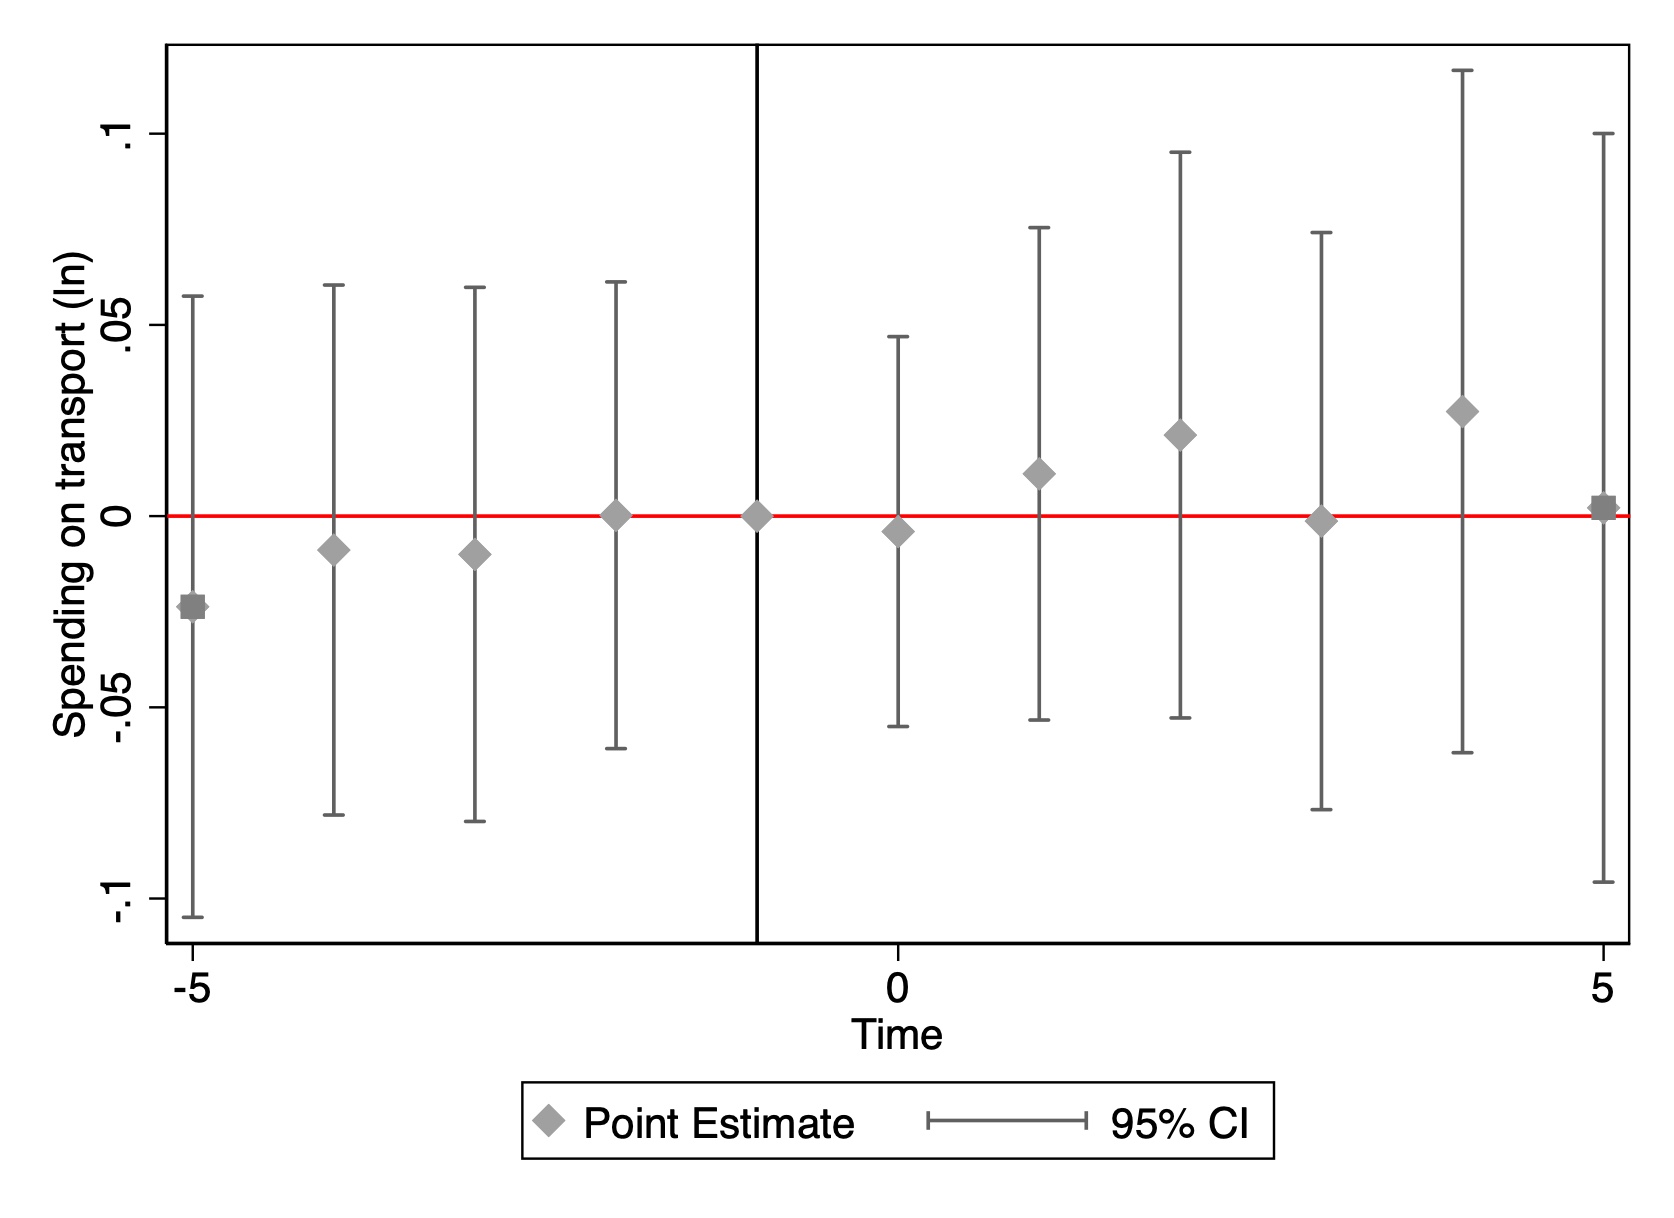 Spending on transport (ln)
.1
.05
0
-.05
-.1
-5
0
5
Time
Point Estimate
95% CI